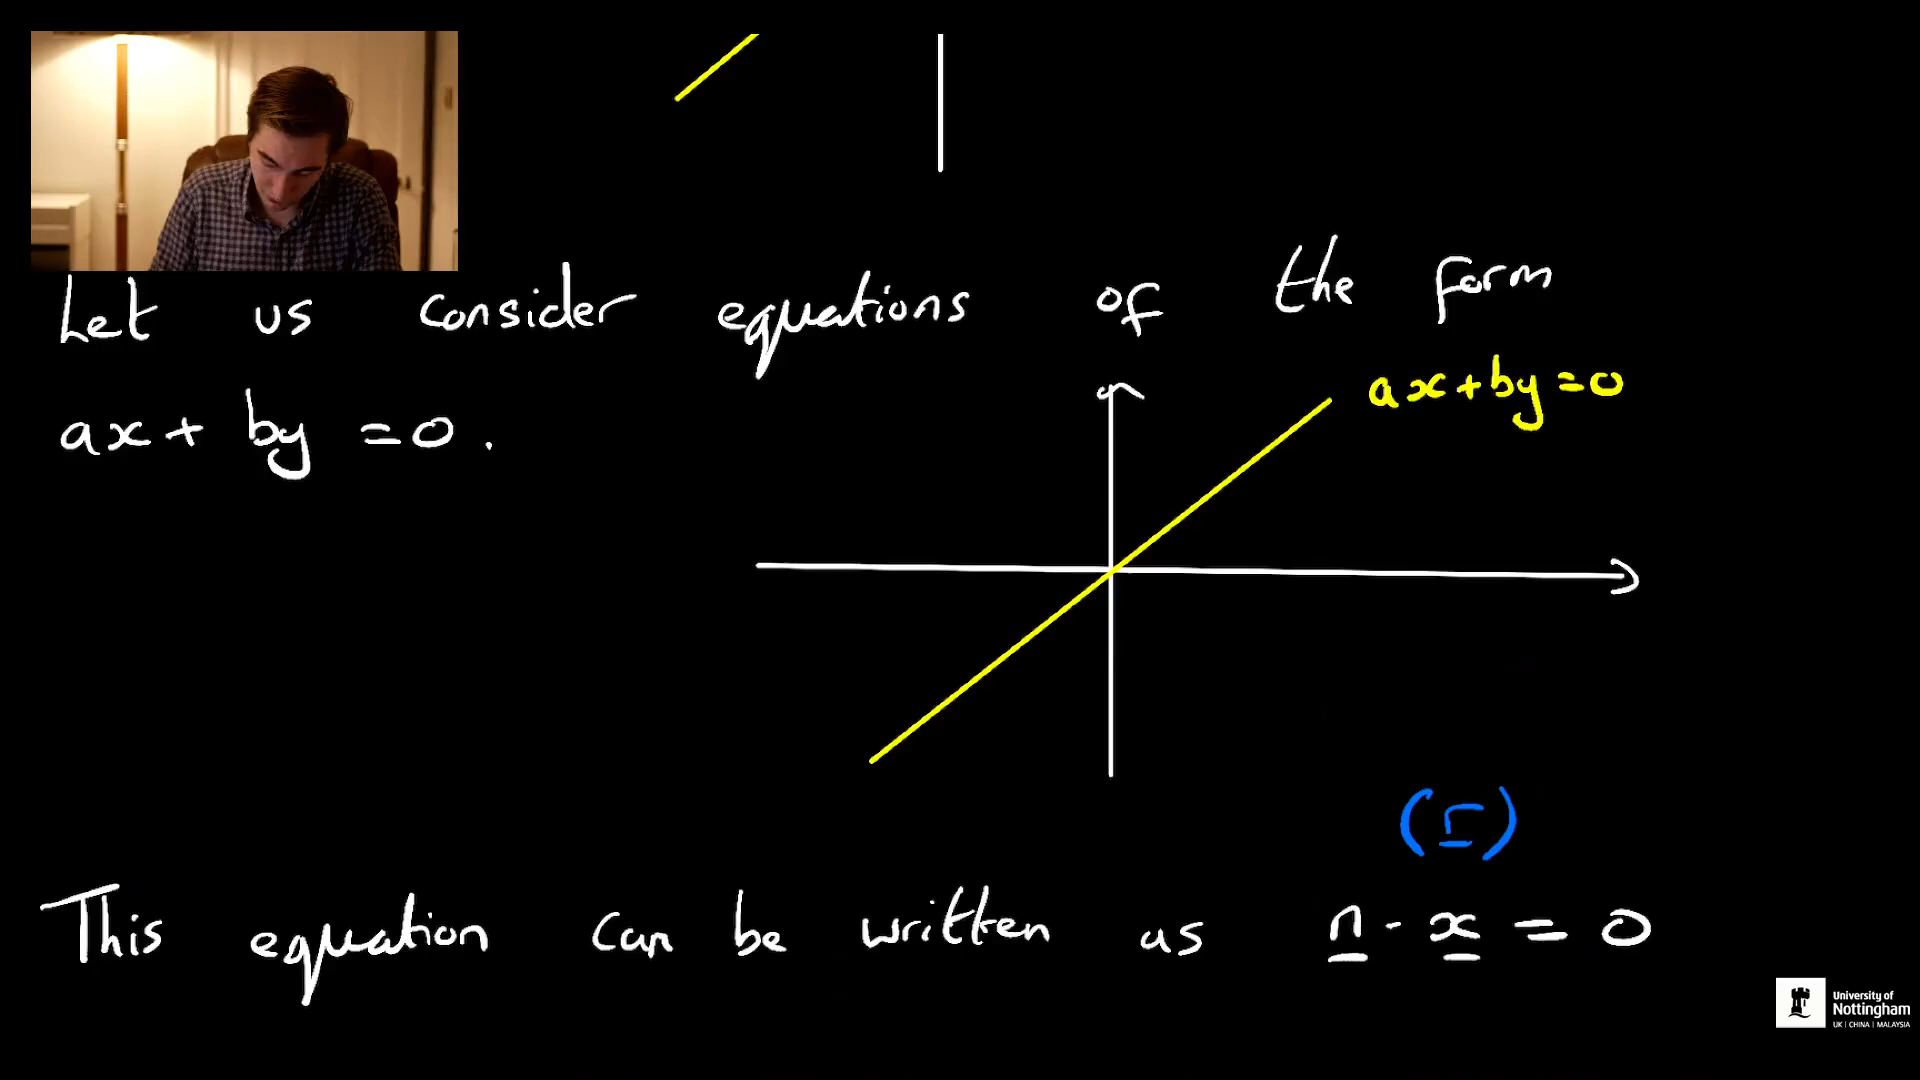 Let us consider equations of the form
ax + by = 0.
ax+by=0
(r)
This equation can be written as n · x = 0
University of
Nottingham
UK | CHINA | MALAYSIA